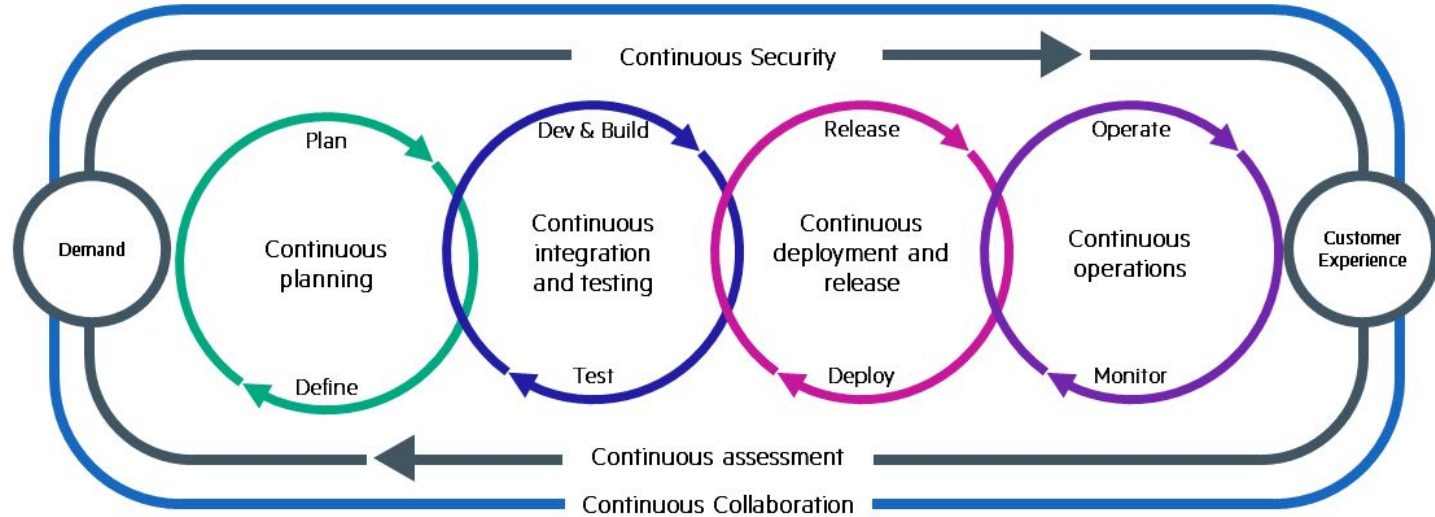 Continuous Security
Plan
Dev & Build
Release
Operate
Demand
Continuous
planning
Continuous
integration
and testing
Continuous
deployment and
release
Continuous
operations
Customer
Experience
Define
Test
Deploy
Monitor
Continuous assessment
Continuous Collaboration